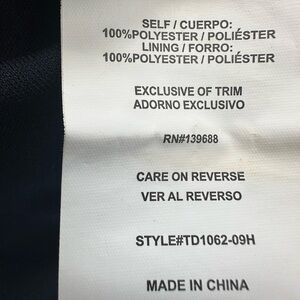 SELF / CUERPO:
100%POLYESTER / POLIÉSTER
LINING / FORRO:
100%POLYESTER / POLIÉSTER
EXCLUSIVE OF TRIM
ADORNO EXCLUSIVO
RN#139688
CARE ON REVERSE
VER AL REVERSO
STYLE#TD1062-09H
MADE IN CHINA